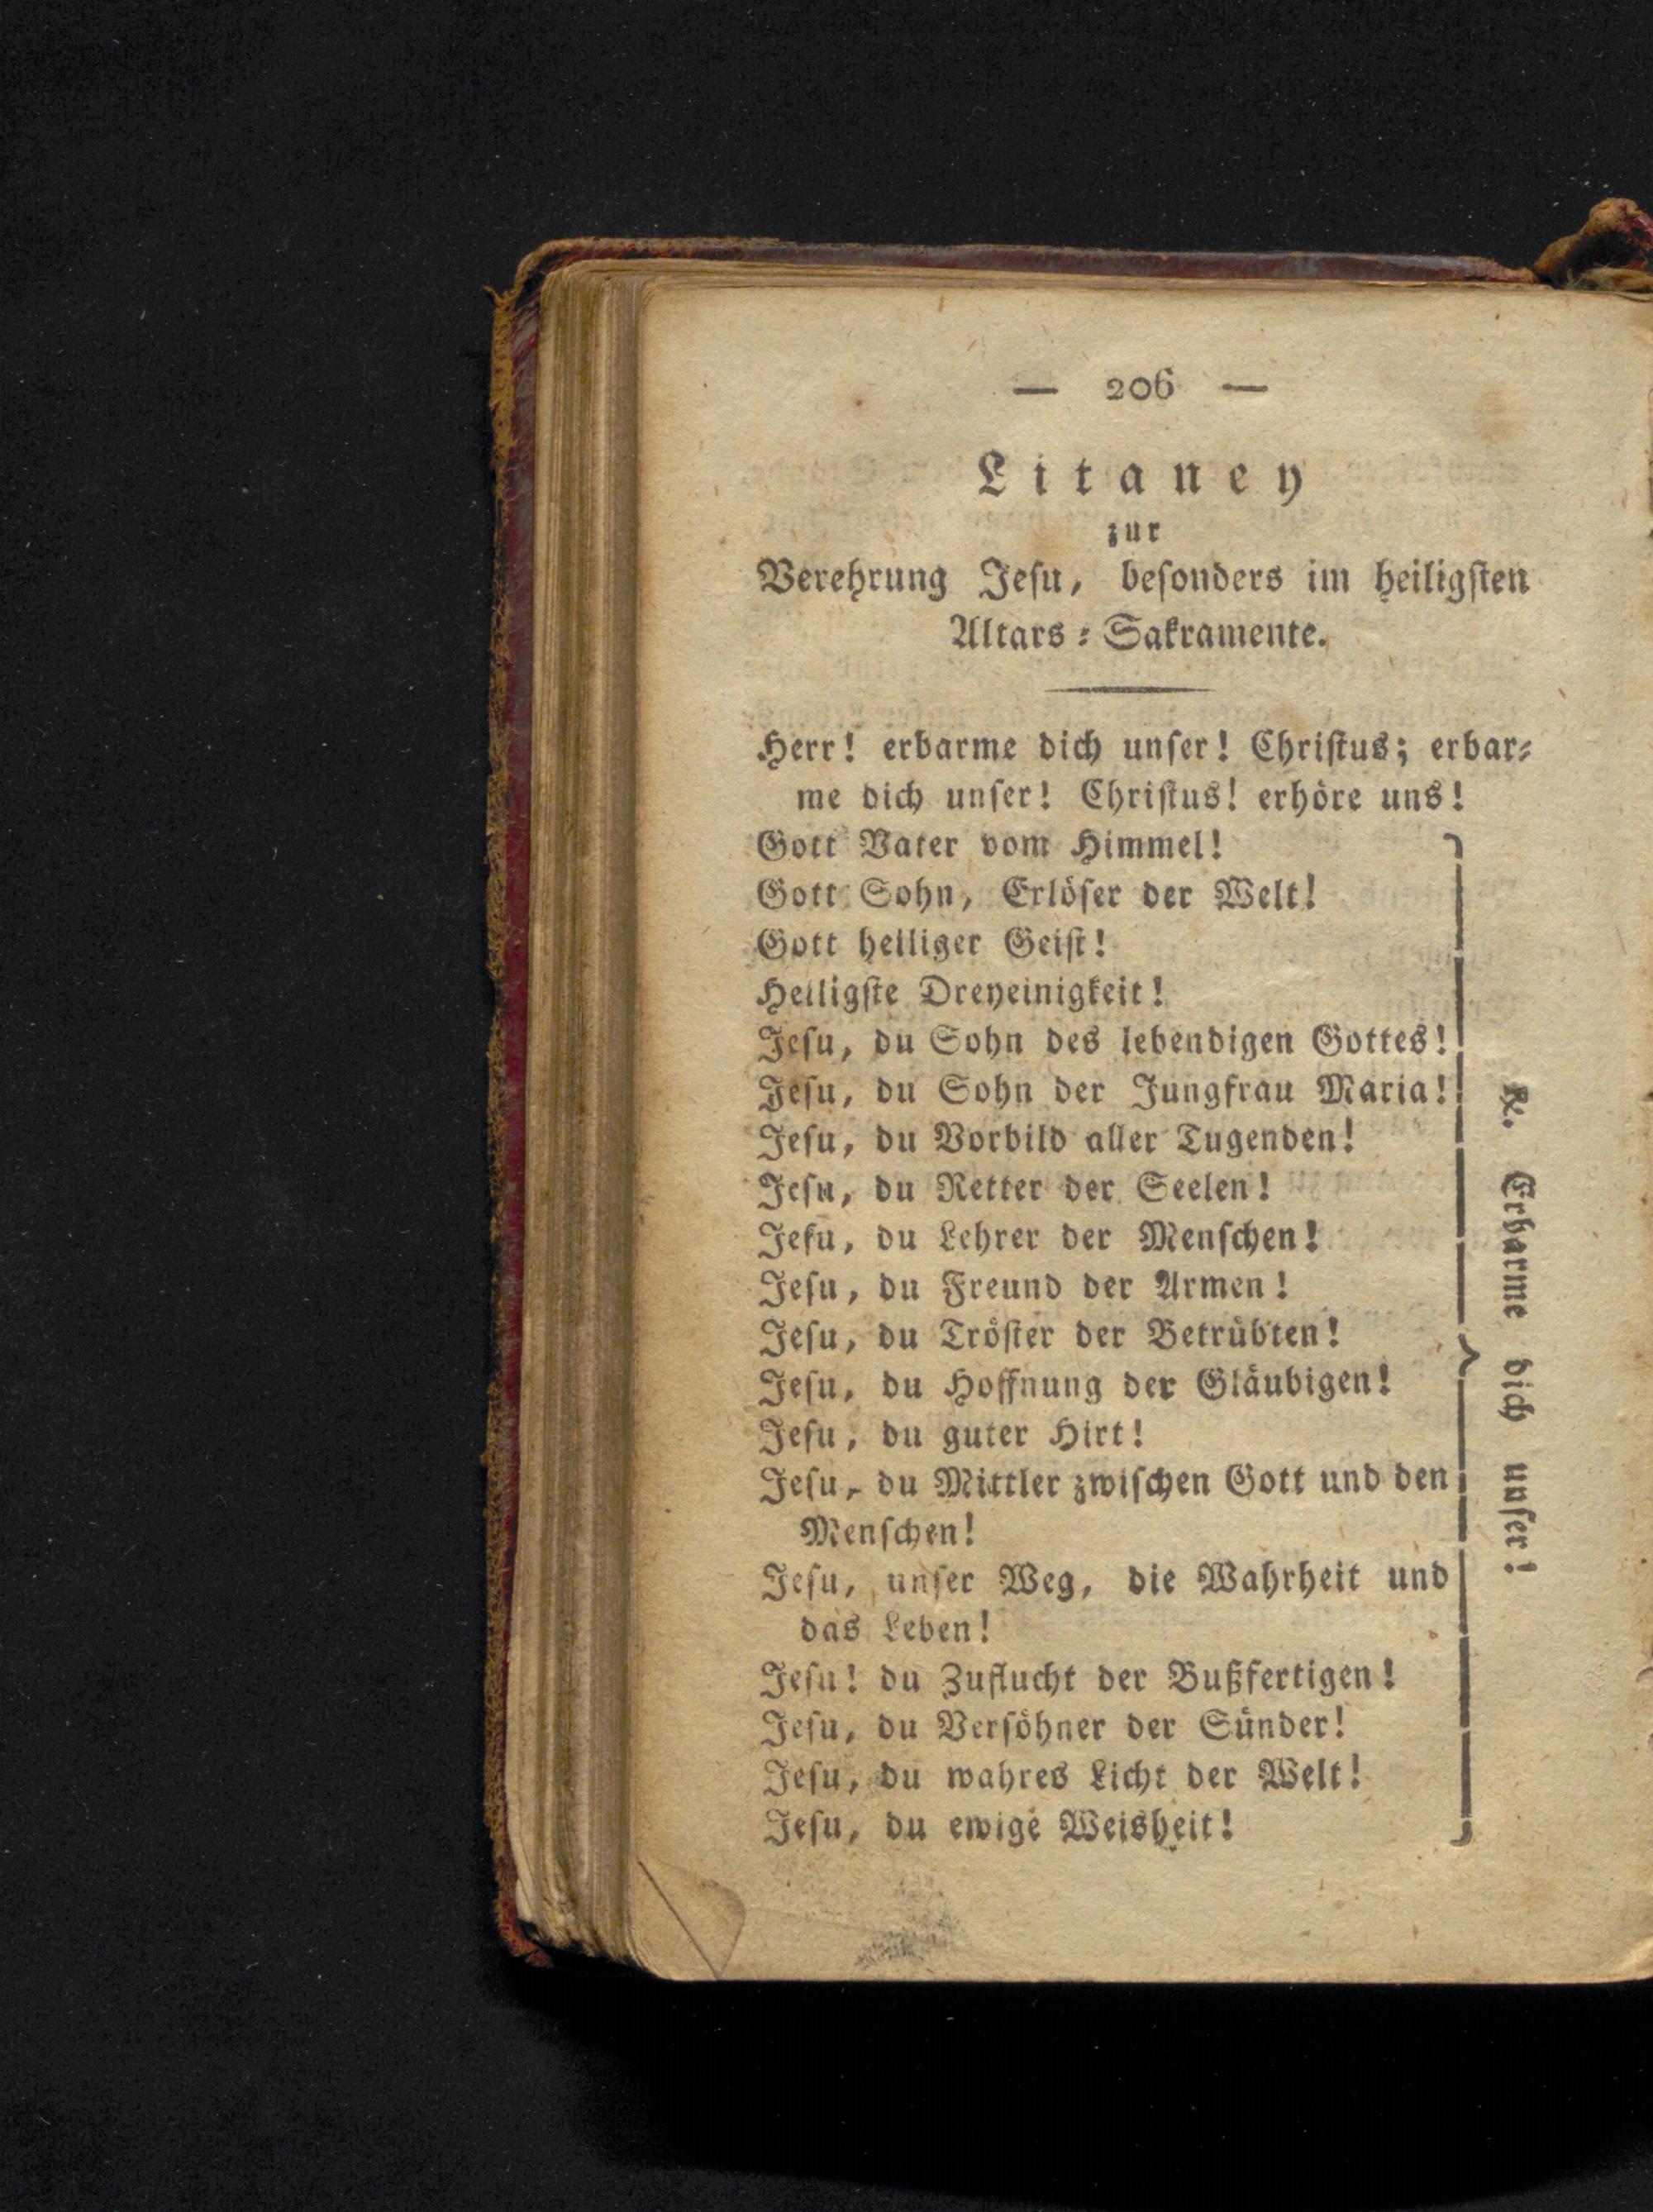 — 206 —
Litaney
zur
Verehrung Jeſu, beſonders im heiligſten
Altars⸗Sakramente.
Herr! erbarme dich unſer! Chriſtus; erbar⸗
me dich unſer! Chriſtus! erhöre uns!
Gott Vater vom Himmel!
Gott Sohn, Erlöſer der Welt!
Gott heiliger Geiſt!
Heiligſte Dreyeinigkeit!
Jeſu, du Sohn des lebendigen Gottes!
Jeſu, du Sohn der Jungfrau Maria!
Jeſu, du Vorbild aller Tugenden!
Jeſu, du Retter der Seelen!
Jeſu, du Lehrer der Menſchen!
Jeſu, du Freund der Armen!
Jeſu, du Tröſter der Betrübten!
Jeſu, du Hoffnung der Gläubigen!
Jeſu, du guter Hirt!
Jeſu, du Mittler zwiſchen Gott und den
Menſchen!
Jeſu, unſer Weg, die Wahrheit und
das Leben!
Jeſu! du Zuflucht der Bußfertigen!
Jeſu, du Verſöhner der Sünder!
Jeſu, du wahres Licht der Welt!
Jeſu, du ewige Weisheit!
℟. Erbarme dich unſer!